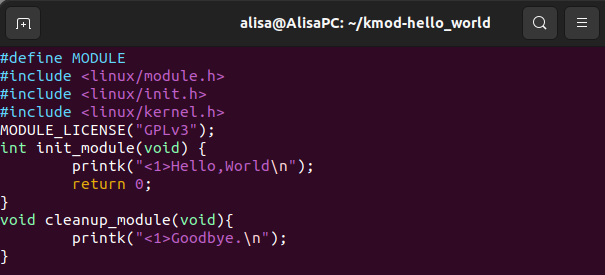 alisa@AlisaPC: ~/kmod-hello_world
#define MODULE
#include <linux/module.h>
#include <linux/init.h>
#include <linux/kernel.h>
MODULE_LICENSE("GPLv3");
int init_module(void) {
        printk("<1>Hello,World\n");
        return 0;
}
void cleanup_module(void){
        printk("<1>Goodbye.\n");
}